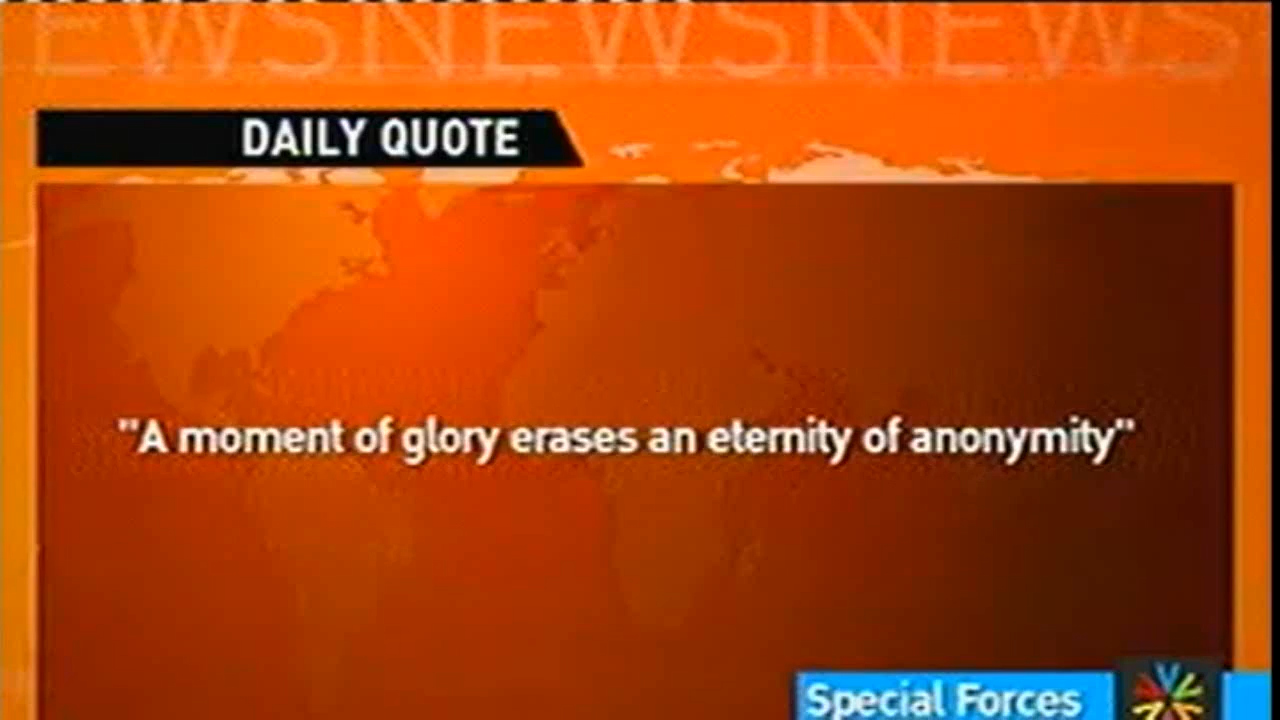 EWSNEWSNEWS
DAILY QUOTE
"A moment of glory erases an eternity of anonymity"
Special Forces